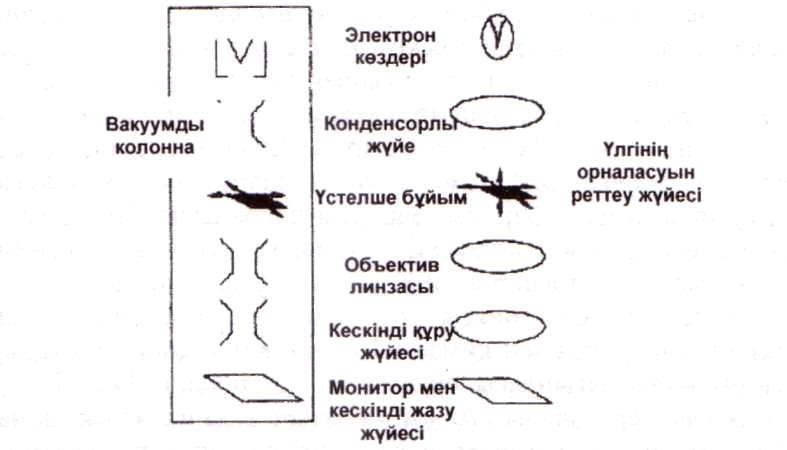 Электрон
көздері
Вакуумды
колонна
Конденсорлы
жүйе
Үстелше бұйым
Үлгінің
орналасуын
реттеу жүйесі
Объектив
линзасы
Кескінді құру
жүйесі
Монитор мен
кескінді жазу
жүйесі